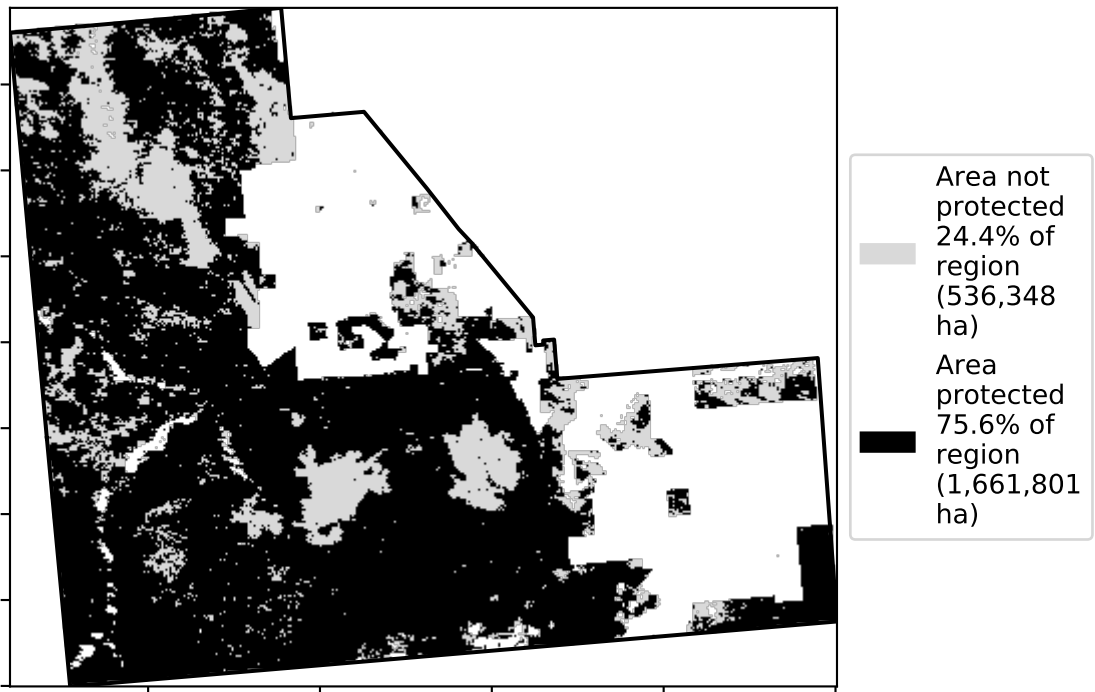 Area not
protected
24.4% of
region
(536,348
ha)
Area
protected
75.6% of
region
(1,661,801
ha)